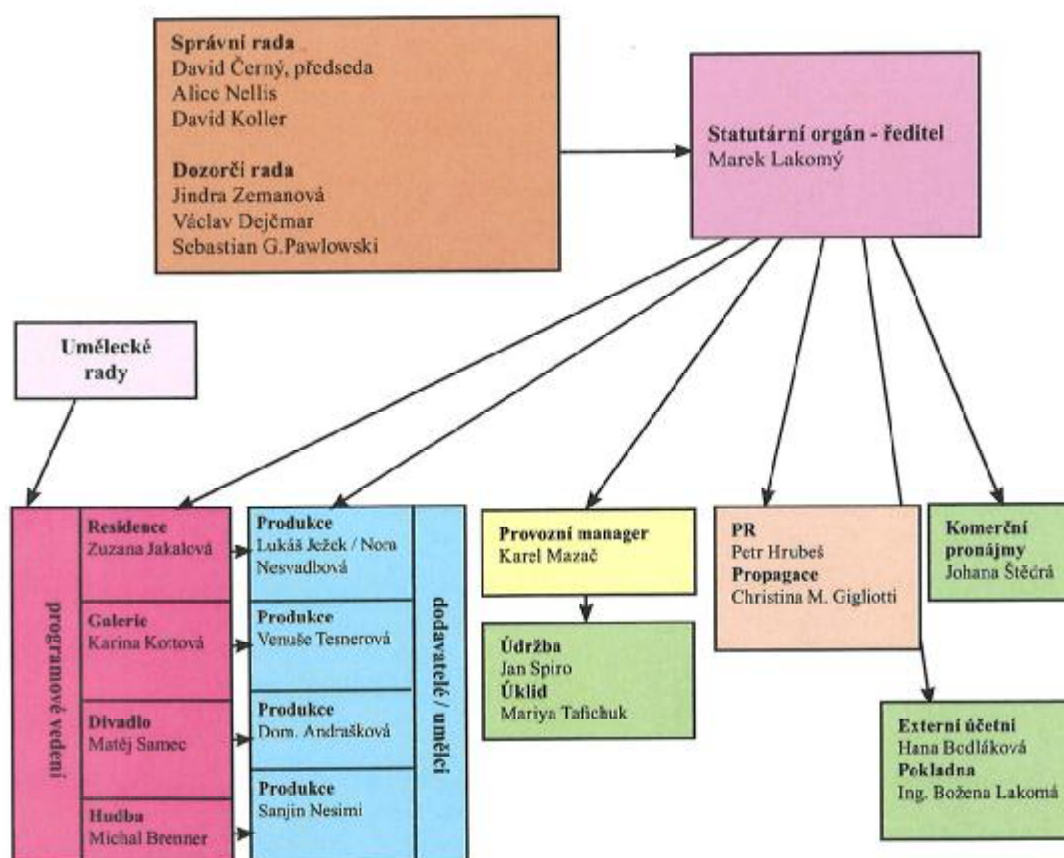 Správní rada
David Černý, předseda
Alice Nellis
David Koller
Dozorčí rada
Jindra Zemanová
Václav Dejčmar
Sebastian G.Pawlowski
Statutární orgán - ředitel
Marek Lakomý
Umělecké
rady
programové vedení
Residence
Zuzana Jakalová
Galerie
Karina Kottová
Divadlo
Matěj Samec
Hudba
Michal Brenner
Produkce
Lukáš Ježek / Nora
Nesvadbová
Produkce
Venuše Tesnerová
Produkce
Dom. Andrašková
Produkce
Sanjin Nesimi
dodavatelé / umělci
Provozní manager
Karel Mazač
Údržba
Jan Spiro
Úklid
Mariya Tafichuk
PR
Petr Hrubeš
Propagace
Christina M. Gigliotti
Komerční
pronájmy
Johana Štědrá
Externí účetní
Hana Bedláková
Pokladna
Ing. Božena Lakomá